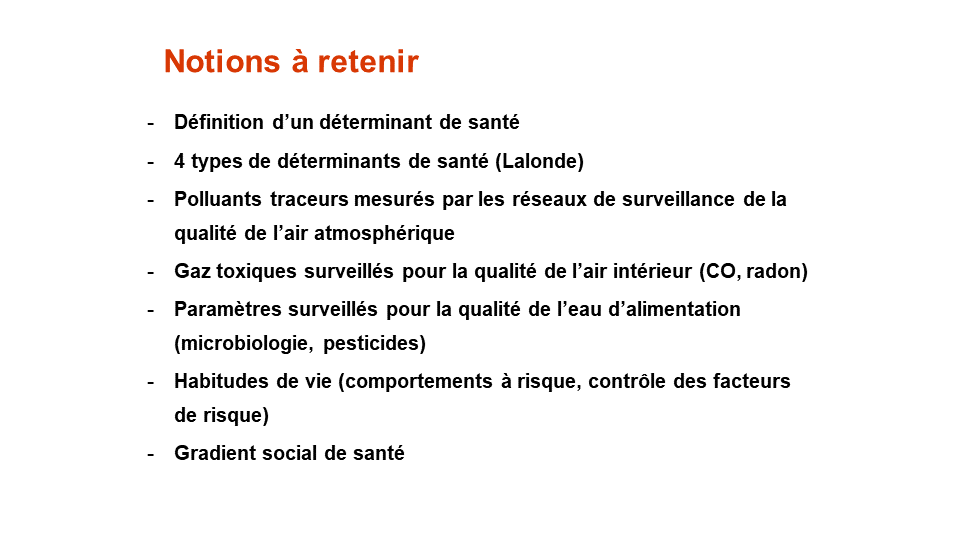 Notions à retenir
- Définition d’un déterminant de santé
- 4 types de déterminants de santé (Lalonde)
- Polluants traceurs mesurés par les réseaux de surveillance de la
qualité de l’air atmosphérique
- Gaz toxiques surveillés pour la qualité de l’air intérieur (CO, radon)
- Paramètres surveillés pour la qualité de l’eau d’alimentation
(microbiologie, pesticides)
- Habitudes de vie (comportements à risque, contrôle des facteurs
de risque)
- Gradient social de santé